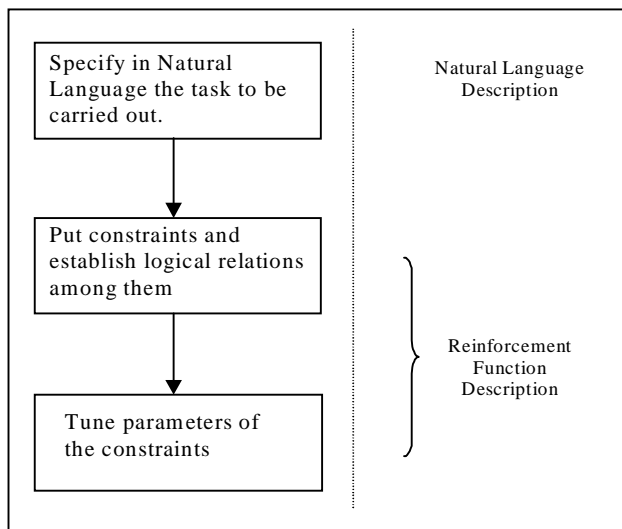 Specify in Natural
Language the task to be
carried out.
Natural Language
Description
Put constraints and
establish logical relations
among them
Reinforcement
Function
Description
Tune parameters of
the constraints